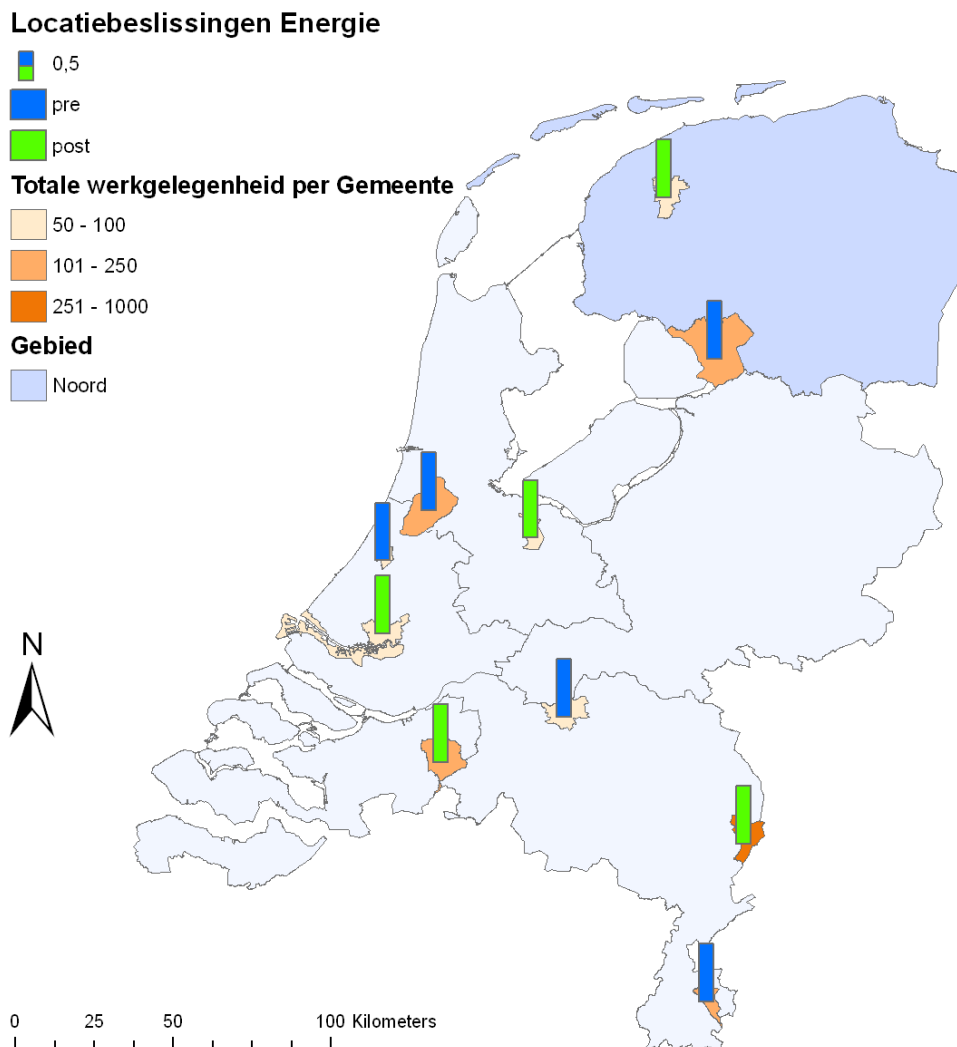 Locatiebeslissingen Energie
0,5
pre
post
Totale werkgelegenheid per Gemeente
50 - 100
101 - 250
251 - 1000
Gebied
Noord
N
0 25 50 100 Kilometers